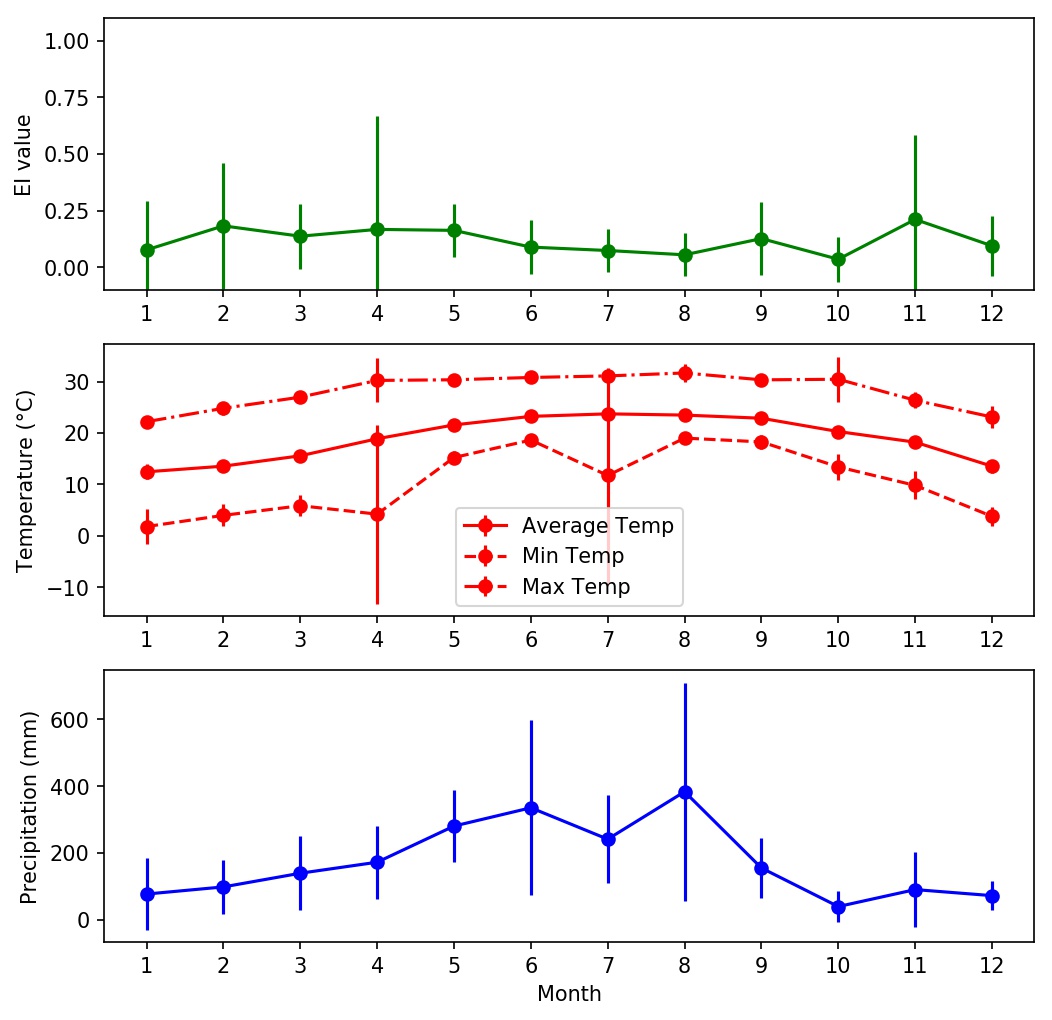 EI value
1.00
0.75
0.50
0.25
0.00
1 2 3 4 5 6 7 8 9 10 11 12
Temperature (°C)
30
20
10
0
−10
Average Temp
Min Temp
Max Temp
1 2 3 4 5 6 7 8 9 10 11 12
Precipitation (mm)
600
400
200
0
1 2 3 4 5 6 7 8 9 10 11 12
Month